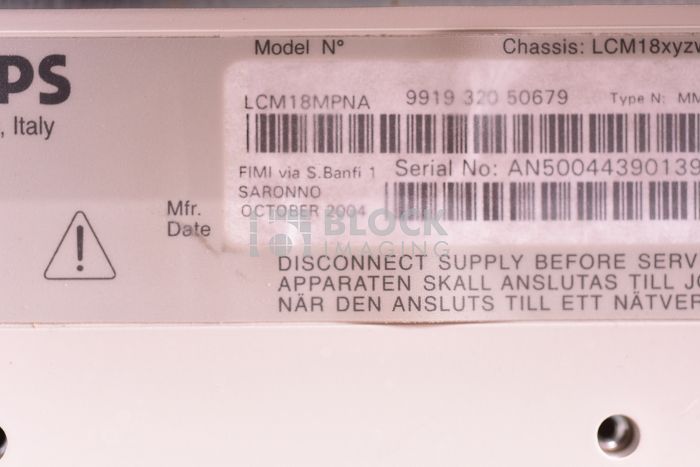 Model N° Chassis: LCM18xyzw
PS
LCM18MPNA 9919 320 50679 Type N: MM
, Italy
FIMI via S.Banfi 1 Serial No: AN50044390139
SARONNO
Mfr. OCTOBER 2004
Date
BLOCK
IMAGING
DISCONNECT SUPPLY BEFORE SERV
APPARATEN SKALL ANSLUTAS TILL JO
NÄR DEN ANSLUTS TILL ETT NÄTVER